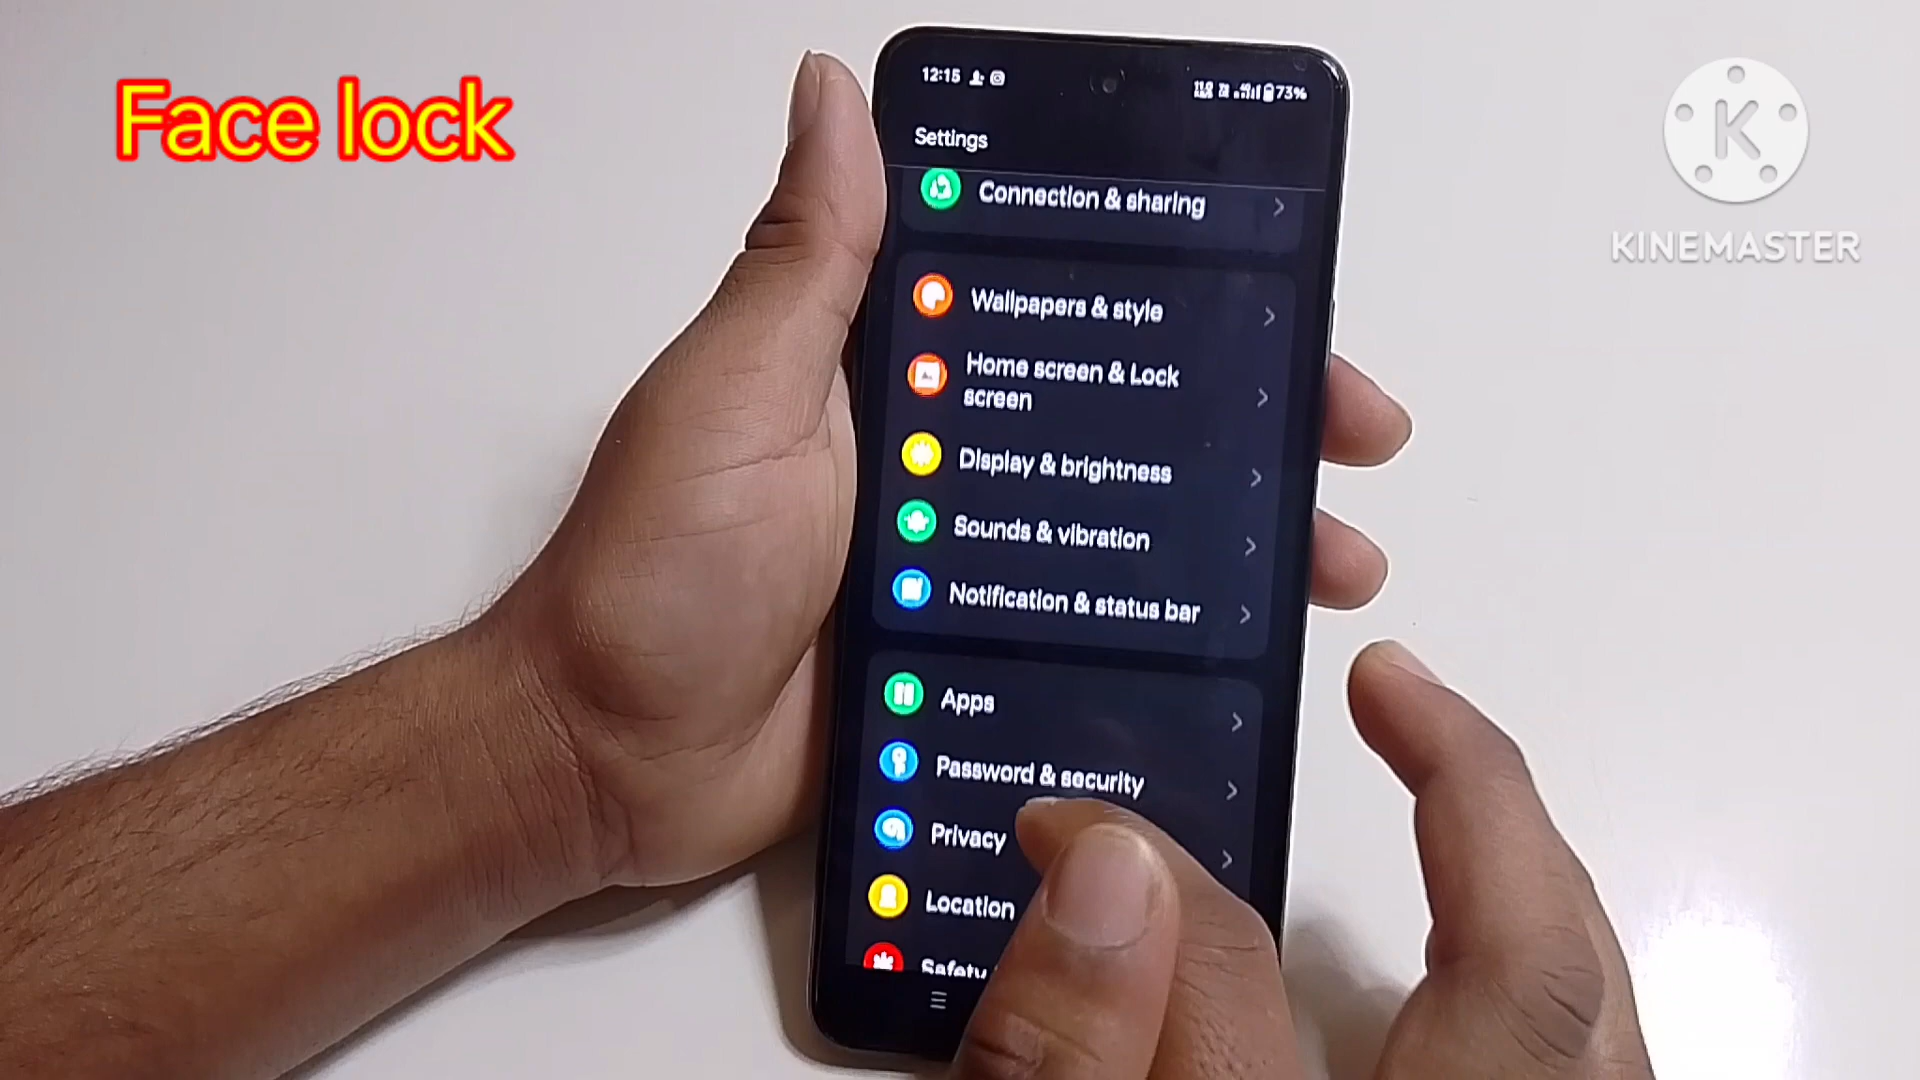 Face lock
K
KINEMASTER
12:15
73%
Settings
Connection & sharing
Wallpapers & style
Home screen & Lock
screen
Display & brightness
Sounds & vibration
Notification & status bar
Apps
Password & security
Privacy
Location
Safety